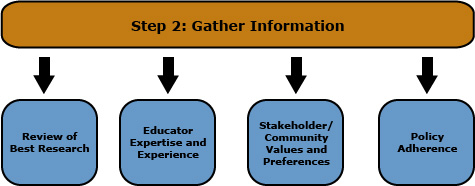 Step 2: Gather Information
Review of
Best Research
Educator
Expertise and
Experience
Stakeholder/
Community
Values and
Preferences
Policy
Adherence